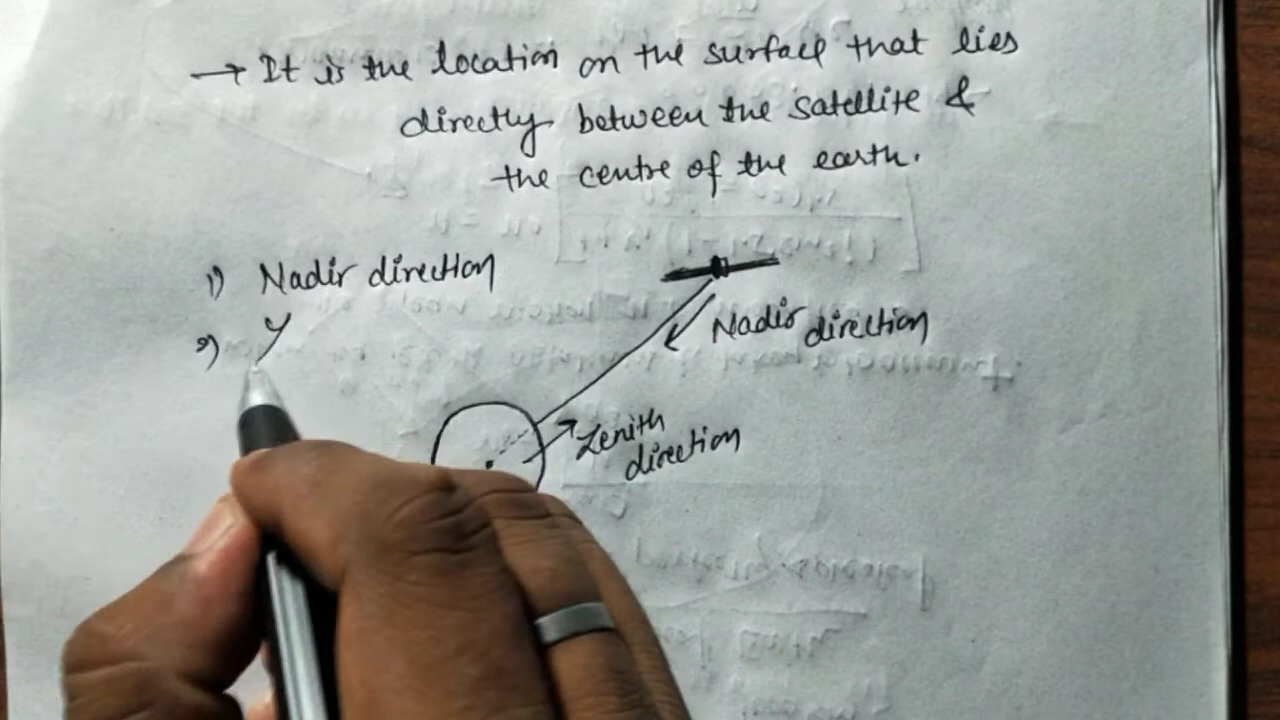 → It is the location on the surface that lies
directly between the satellite &
the centre of the earth.
1) Nadir direction
2)
Nadir direction
Zenith
direction